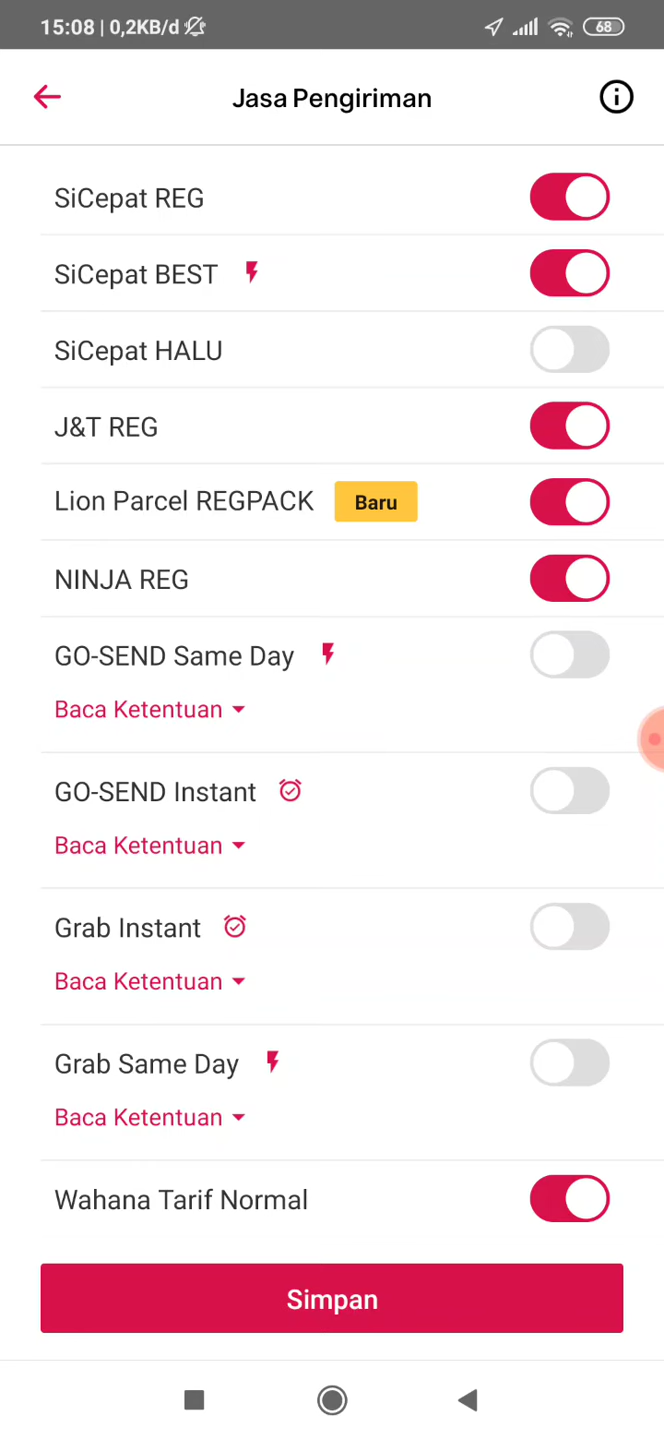 15:08 | 0,2KB/d
68
Jasa Pengiriman
SiCepat REG
SiCepat BEST
SiCepat HALU
J&T REG
Lion Parcel REGPACK Baru
NINJA REG
GO-SEND Same Day
Baca Ketentuan
GO-SEND Instant
Baca Ketentuan
Grab Instant
Baca Ketentuan
Grab Same Day
Baca Ketentuan
Wahana Tarif Normal
Simpan